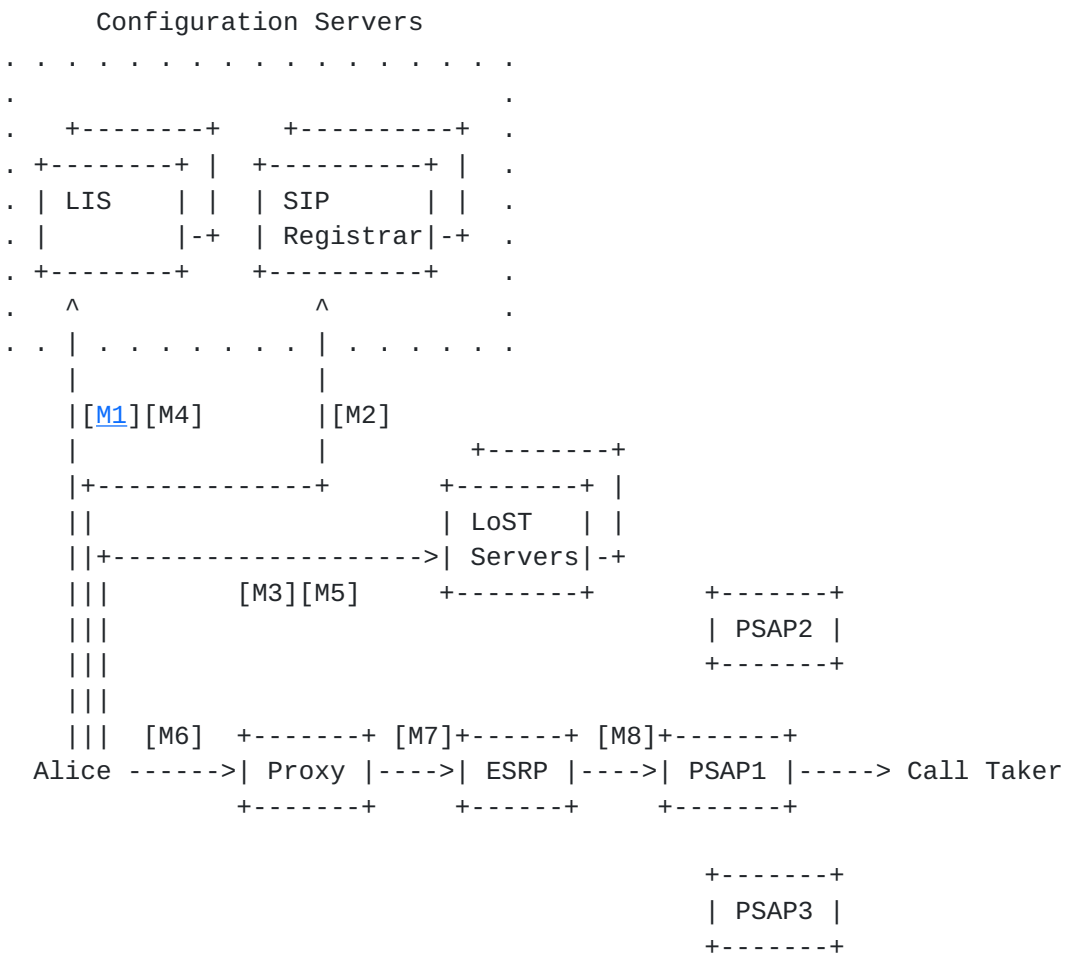 Configuration Servers
. . . . . . . . . . . . . . . . .
.                               .
.   +--------+    +----------+  .
. +--------+ |  +----------+ |  .
. | LIS    | |  | SIP      | |  .
. |        |-+  | Registrar|-+  .
. +--------+    +----------+    .
.   ^               ^           .
. . | . . . . . . . | . . . . . .
    |               |
    |[M1][M4]       |[M2]
    |               |        +--------+
    |+--------------+      +--------+ |
    ||                     | LoST   | |
    ||+------------------->| Servers|-+
    |||       [M3][M5]     +--------+      +-------+
    |||                                    | PSAP2 |
    |||                                    +-------+
    |||
    |||  [M6]  +-------+ [M7]+------+ [M8]+-------+
  Alice ------>| Proxy |---->| ESRP |---->| PSAP1 |-----> Call Taker
               +-------+     +------+     +-------+

                                           +-------+
                                           | PSAP3 |
                                           +-------+